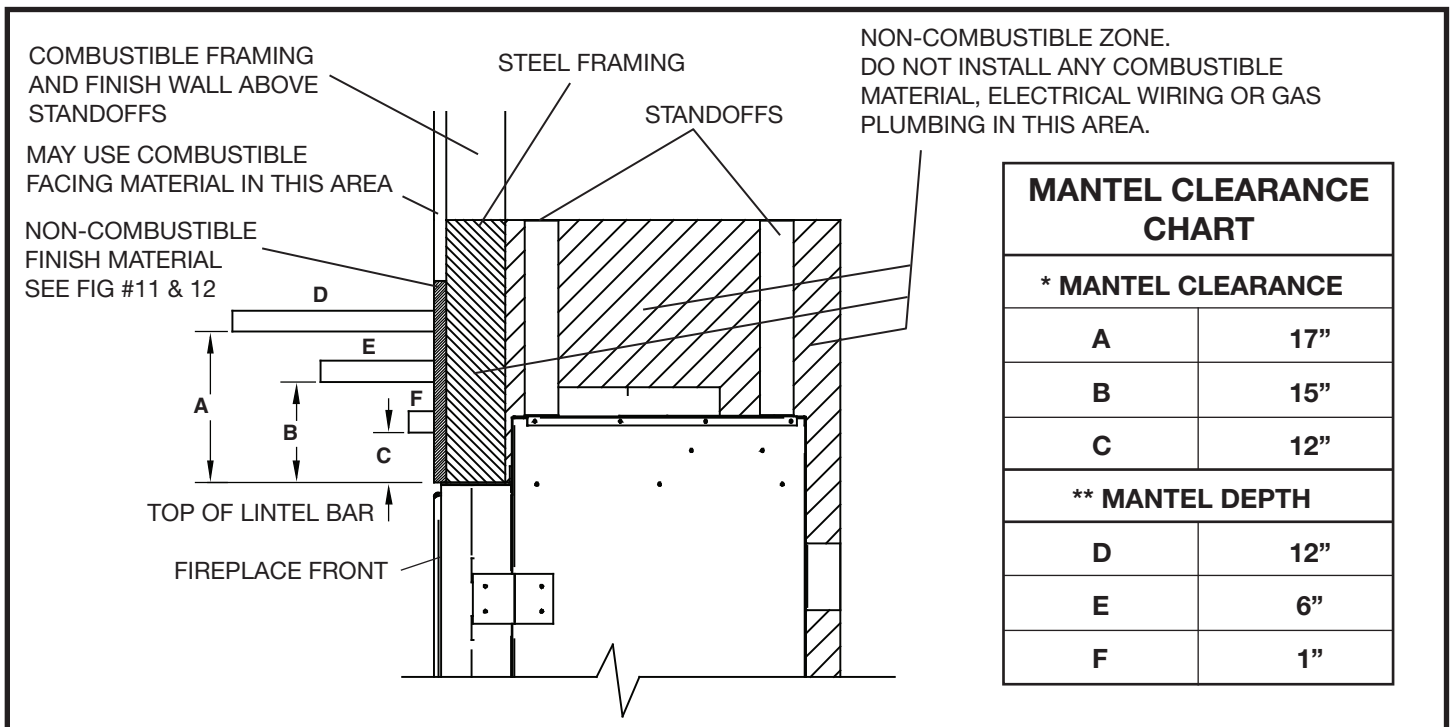 COMBUSTIBLE FRAMING
AND FINISH WALL ABOVE
STANDOFFS
MAY USE COMBUSTIBLE
FACING MATERIAL IN THIS AREA
NON-COMBUSTIBLE
FINISH MATERIAL
SEE FIG #11 & 12
STEEL FRAMING
STANDOFFS
NON-COMBUSTIBLE ZONE.
DO NOT INSTALL ANY COMBUSTIBLE
MATERIAL, ELECTRICAL WIRING OR GAS
PLUMBING IN THIS AREA.
D
E
F
A
B
C
TOP OF LINTEL BAR
FIREPLACE FRONT
MANTEL CLEARANCE
CHART
* MANTEL CLEARANCE
A 17”
B 15”
C 12”
** MANTEL DEPTH
D 12”
E 6”
F 1”